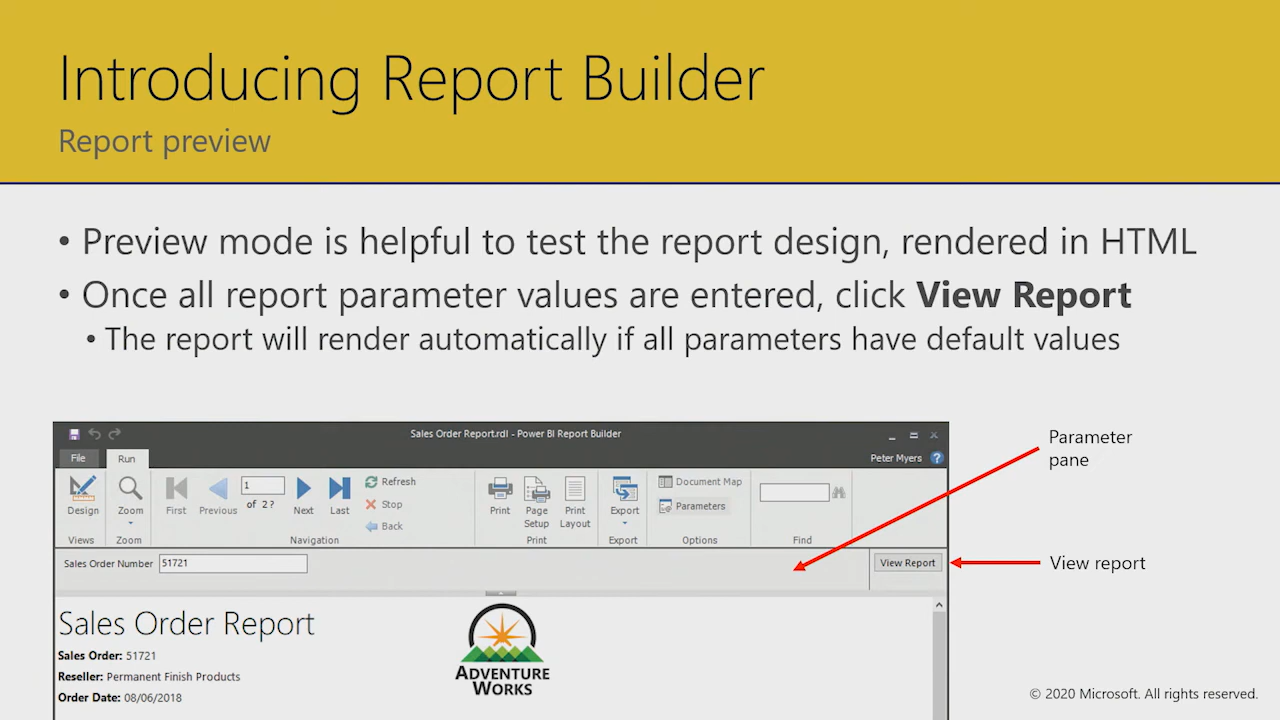 Introducing Report Builder
Report preview
• Preview mode is helpful to test the report design, rendered in HTML
• Once all report parameter values are entered, click View Report
• The report will render automatically if all parameters have default values
Sales Order Report.rdl - Power BI Report Builder
File
Run
Peter Myers
?
Design
Views
Zoom
Zoom
First
Previous
1
of 2 ?
Next
Last
Refresh
Stop
Back
Navigation
Print
Page
Setup
Print
Layout
Print
Export
Export
Document Map
Parameters
Options
Find
Sales Order Number
51721
View Report
Parameter
pane
View report
Sales Order Report
Sales Order: 51721
Reseller: Permanent Finish Products
Order Date: 08/06/2018
ADVENTURE
WORKS
© 2020 Microsoft. All rights reserved.